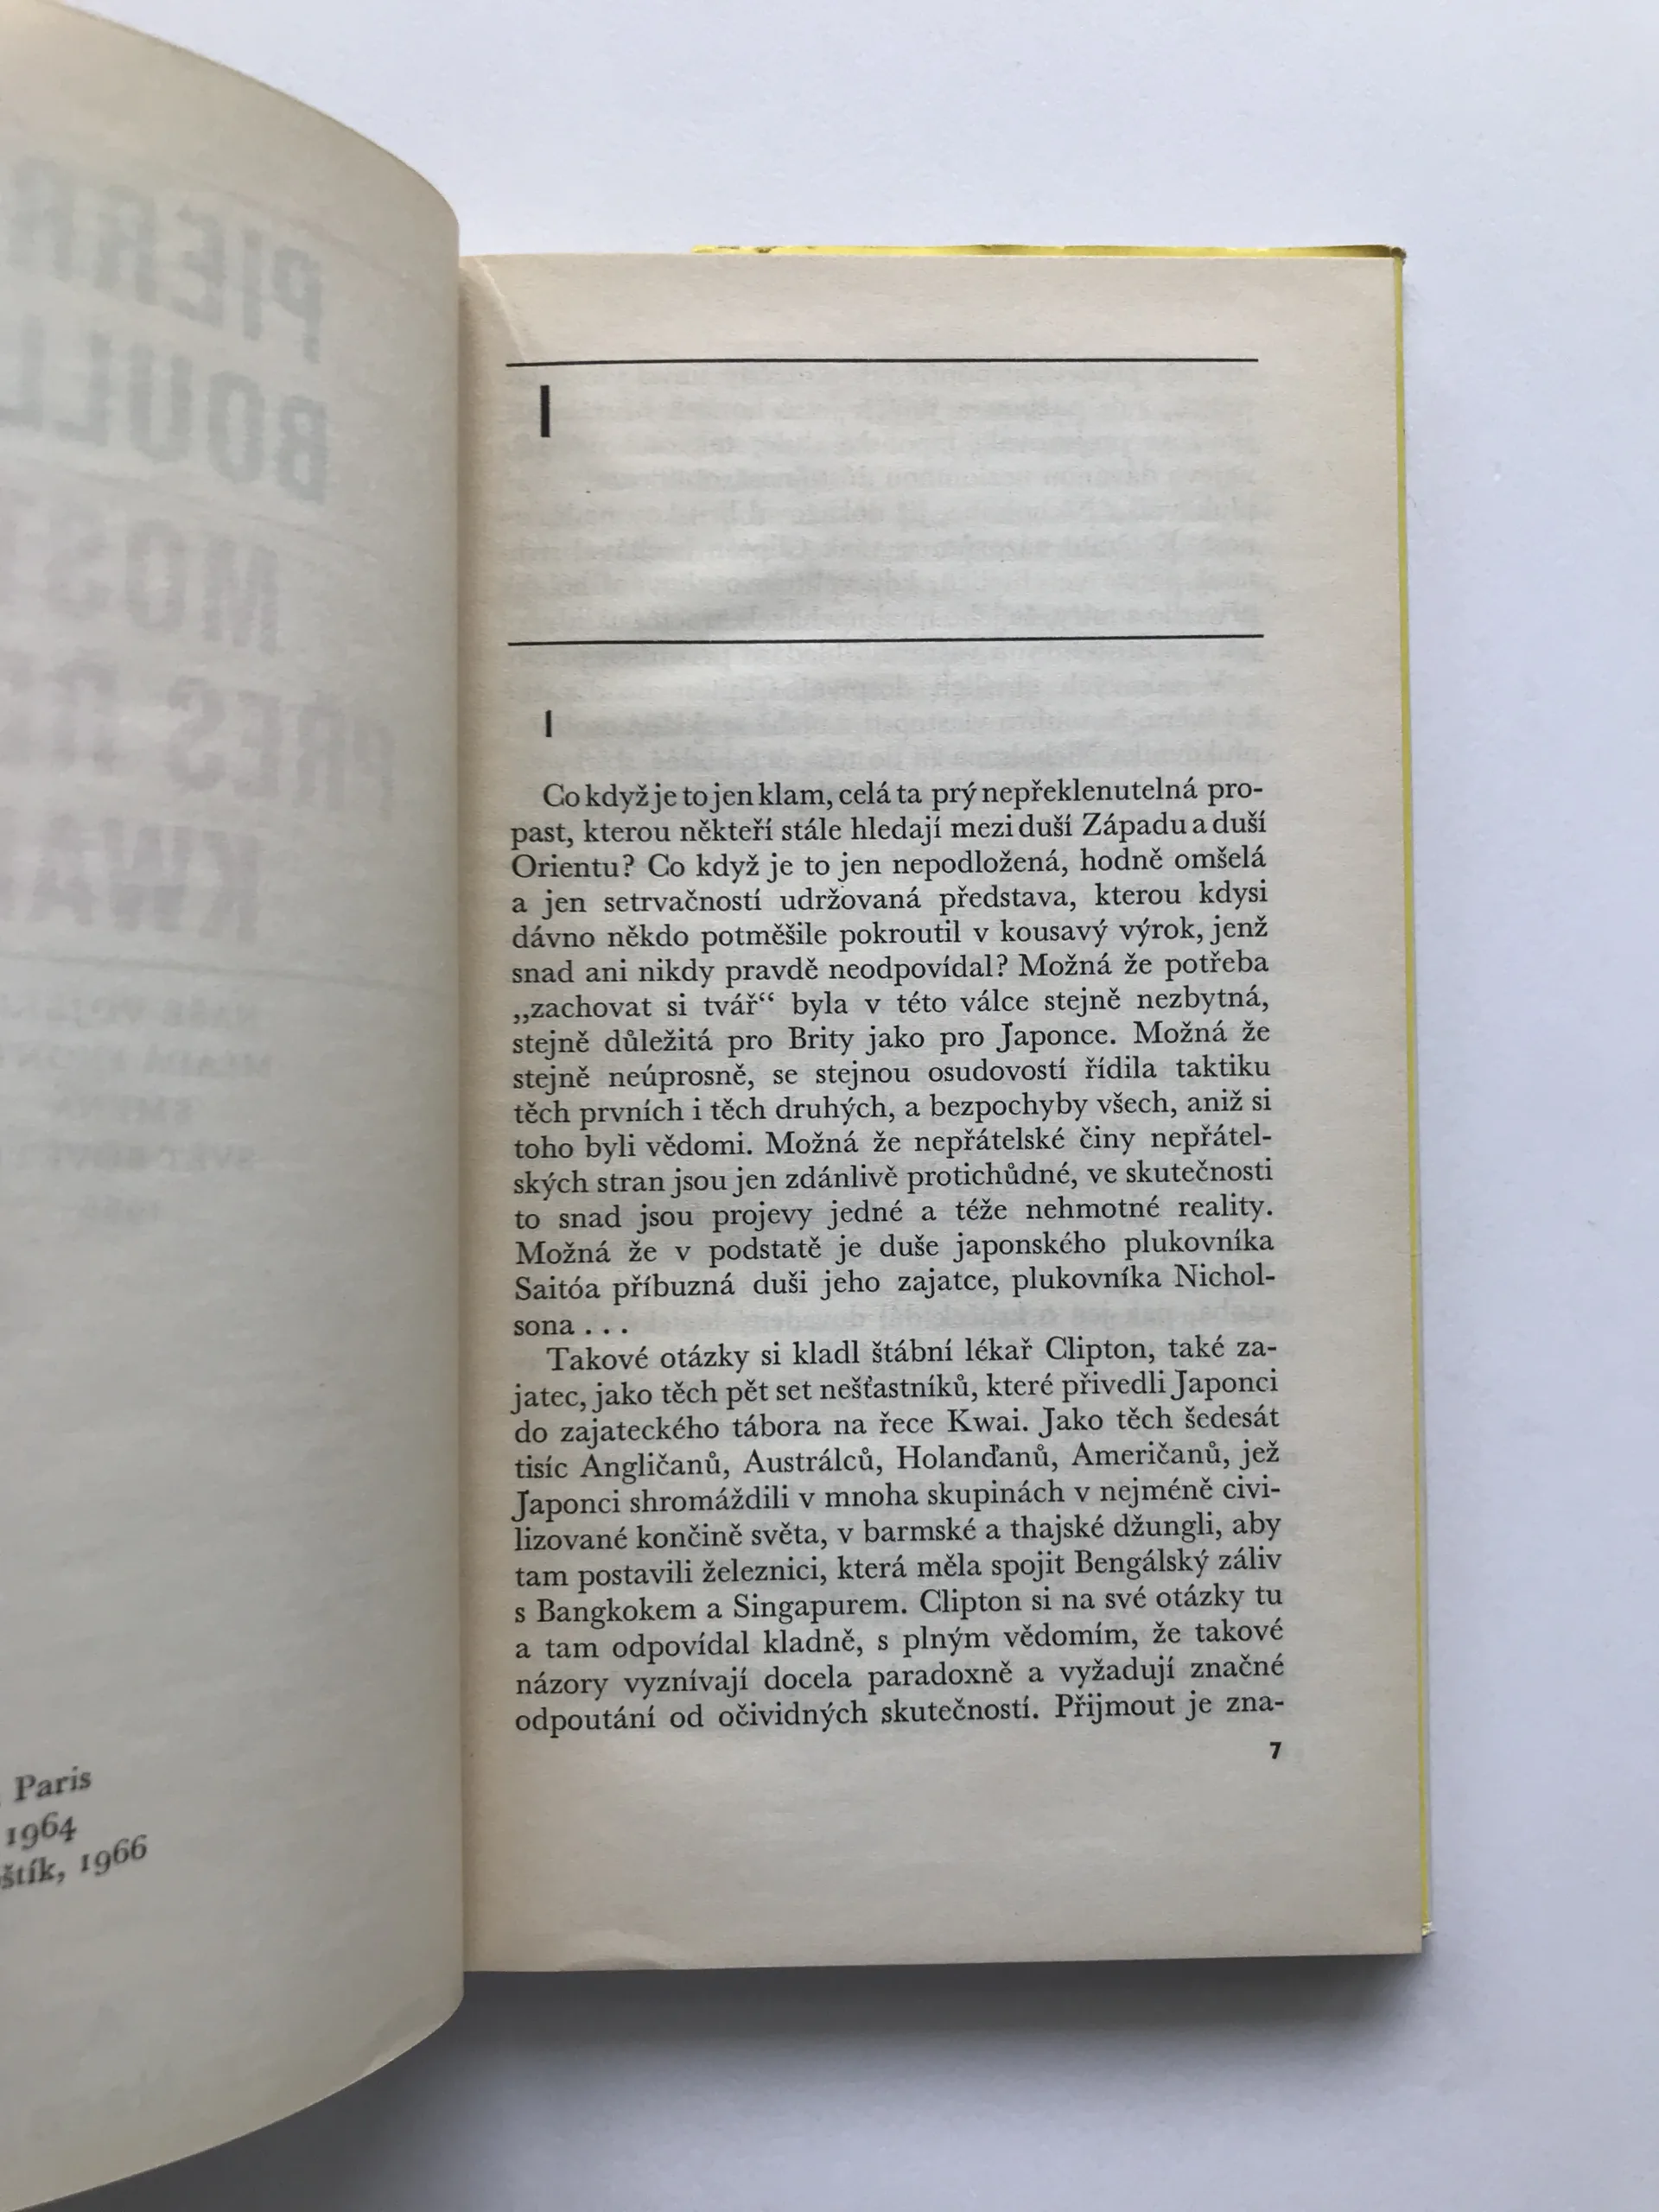 Paris
1964
1966
I
I
Co když je to jen klam, celá ta prý nepřeklenutelná pro-
past, kterou někteří stále hledají mezi duší Západu a duší
Orientu? Co když je to jen nepodložená, hodně omšelá
a jen setrvačností udržovaná představa, kterou kdysi
dávno někdo potměšile pokroutil v kousavý výrok, jenž
snad ani nikdy pravdě neodpovídal? Možná že potřeba
„zachovat si tvář“ byla v této válce stejně nezbytná,
stejně důležitá pro Brity jako pro Japonce. Možná že
stejně neúprosně, se stejnou osudovostí řídila taktiku
těch prvních i těch druhých, a bezpochyby všech, aniž si
toho byli vědomi. Možná že nepřátelské činy nepřátel-
ských stran jsou jen zdánlivě protichůdné, ve skutečnosti
to snad jsou projevy jedné a téže nehmotné reality.
Možná že v podstatě je duše japonského plukovníka
Saitóa příbuzná duši jeho zajatce, plukovníka Nichol-
sona . . .
Takové otázky si kladl štábní lékař Clipton, také za-
jatec, jako těch pět set nešťastníků, které přivedli Japonci
do zajateckého tábora na řece Kwai. Jako těch šedesát
tisíc Angličanů, Austrálců, Holanďanů, Američanů, jež
Japonci shromáždili v mnoha skupinách v nejméně civi-
lizované končině světa, v barmské a thajské džungli, aby
tam postavili železnici, která měla spojit Bengálský záliv
s Bangkokem a Singapurem. Clipton si na své otázky tu
a tam odpovídal kladně, s plným vědomím, že takové
názory vyznívají docela paradoxně a vyžadují značné
odpoutání od očividných skutečností. Přijmout je zna-
7